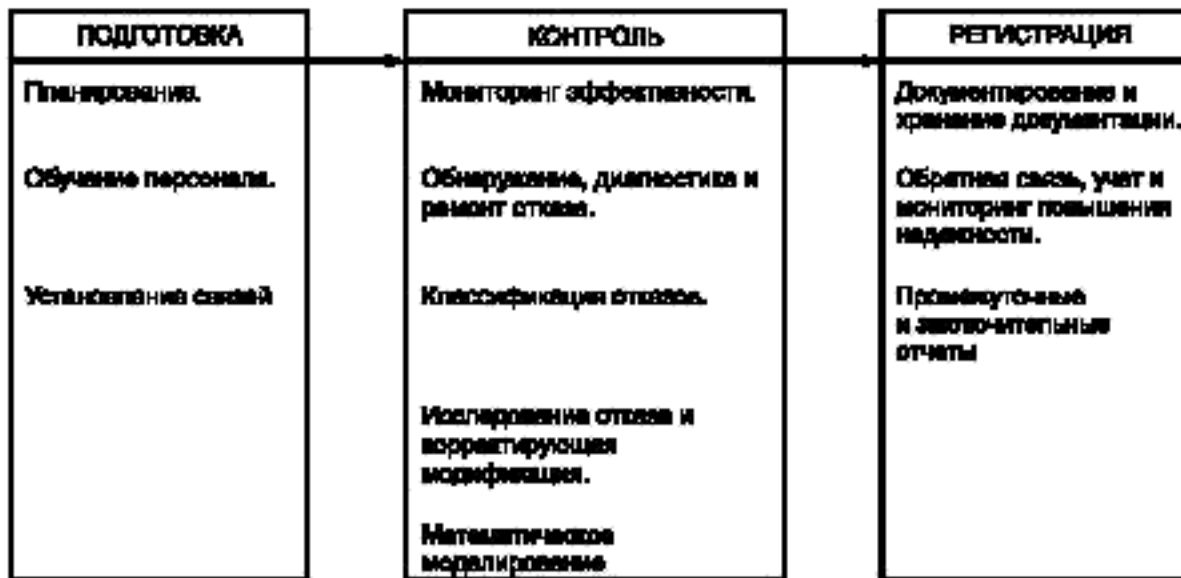 ПОДГОТОВКА
Планирование.
Обучение персонала.
Установление связей
КОНТРОЛЬ
Мониторинг эффективности.
Обнаружение, диагностика и
ремонт отказа.
Классификация отказов.
Исследование отказа и
корректирующая
модификация.
Математическое
моделирование
РЕГИСТРАЦИЯ
Документирование и
хранение документации.
Обратная связь, учет и
мониторинг повышения
надежности.
Промежуточные
и заключительные
отчеты